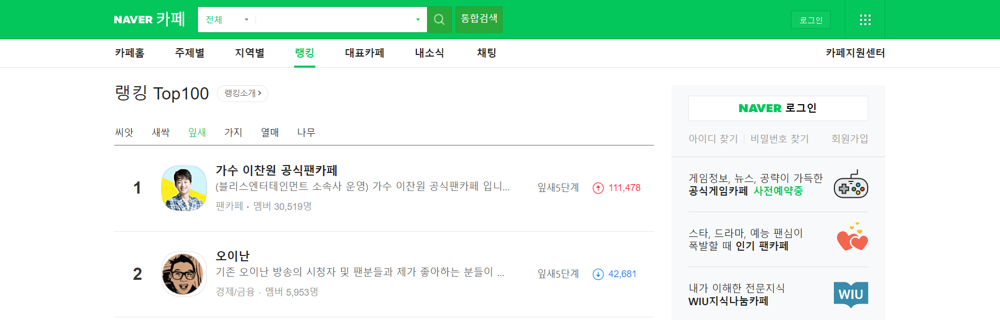 NAVER 카페
전체
통합검색
로그인
카페홈 주제별 지역별 랭킹 대표카페 내소식 채팅 카페지원센터
랭킹 Top100
랭킹소개
씨앗 새싹 잎새 가지 열매 나무
1
가수 이찬원 공식팬카페
(블리스엔터테인먼트 소속사 운영) 가수 이찬원 공식팬카페 입니...
팬카페 · 멤버 30,519명
잎새5단계 111,478
2
오이난
기존 오이난 방송의 시청자 및 팬분들과 제가 좋아하는 분들이 ...
경제/금융 · 멤버 5,953명
잎새5단계 42,681
NAVER 로그인
아이디 찾기 비밀번호 찾기 회원가입
게임정보, 뉴스, 공략이 가득한
공식게임카페 사전예약중
스타, 드라마, 예능 팬심이
폭발할 때 인기 팬카페
내가 이해한 전문지식
WIU지식나눔카페
WIU